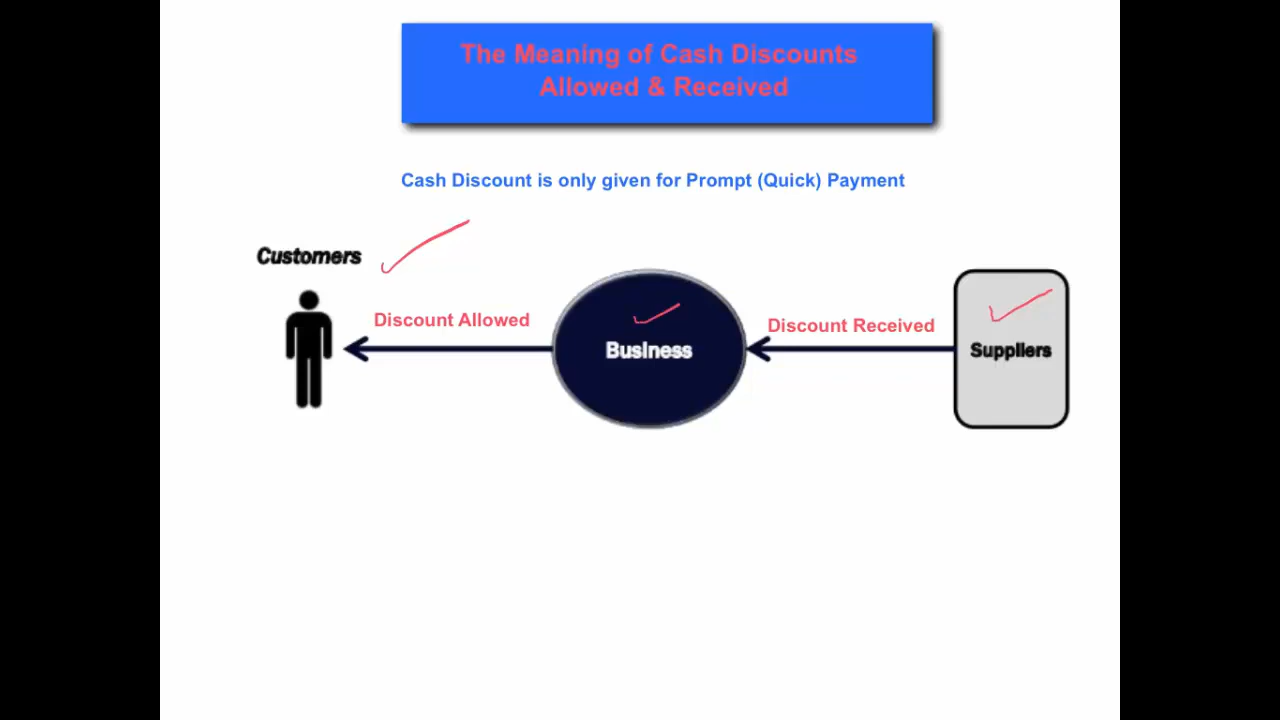 The Meaning of Cash Discounts
Allowed & Received
Cash Discount is only given for Prompt (Quick) Payment
Customers
Discount Allowed
Business
Discount Received
Suppliers